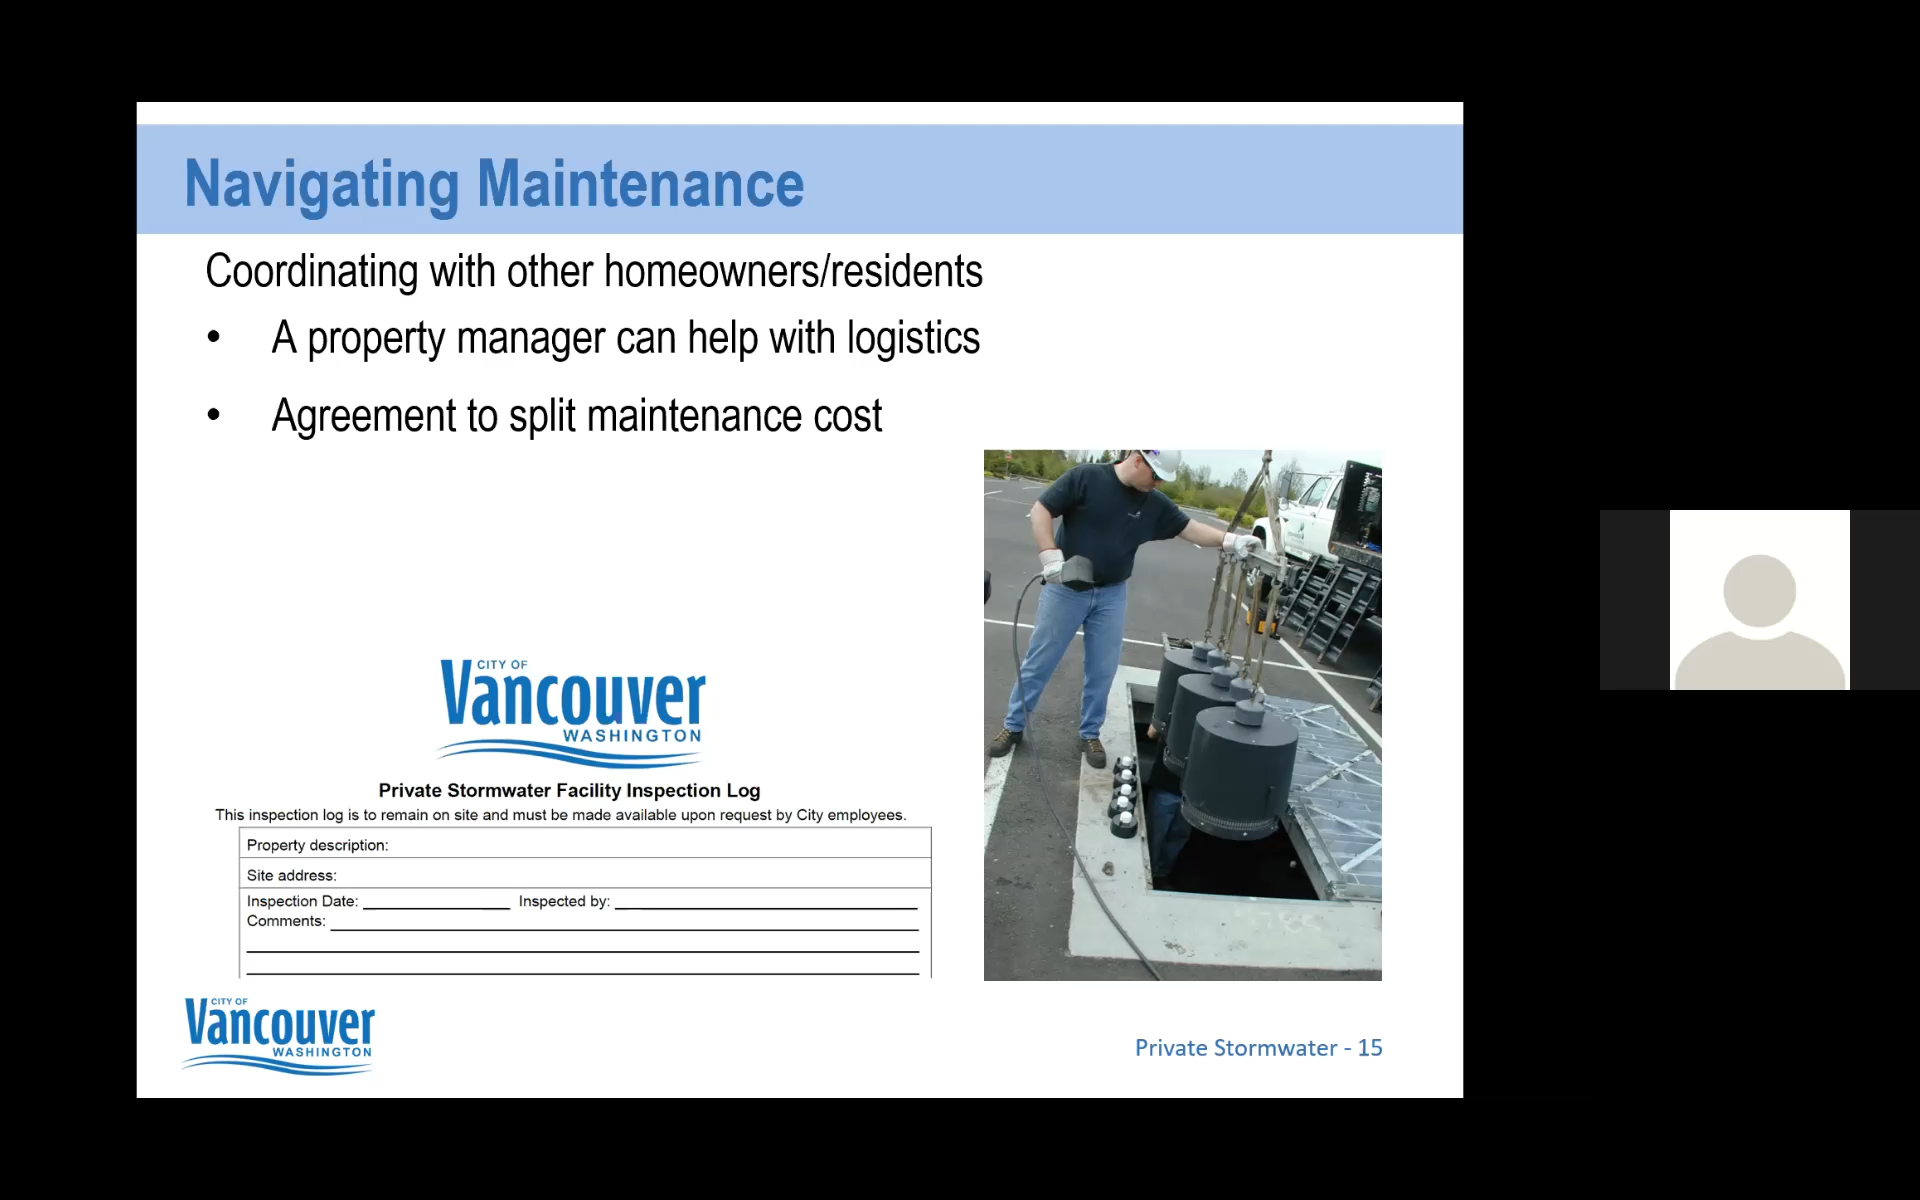 Navigating Maintenance
Coordinating with other homeowners/residents
• A property manager can help with logistics
• Agreement to split maintenance cost
CITY OF
Vancouver
WASHINGTON
Private Stormwater Facility Inspection Log
This inspection log is to remain on site and must be made available upon request by City employees.
Property description:
Site address:
Inspection Date: Inspected by:
Comments:
CITY OF
Vancouver
WASHINGTON
Private Stormwater - 15